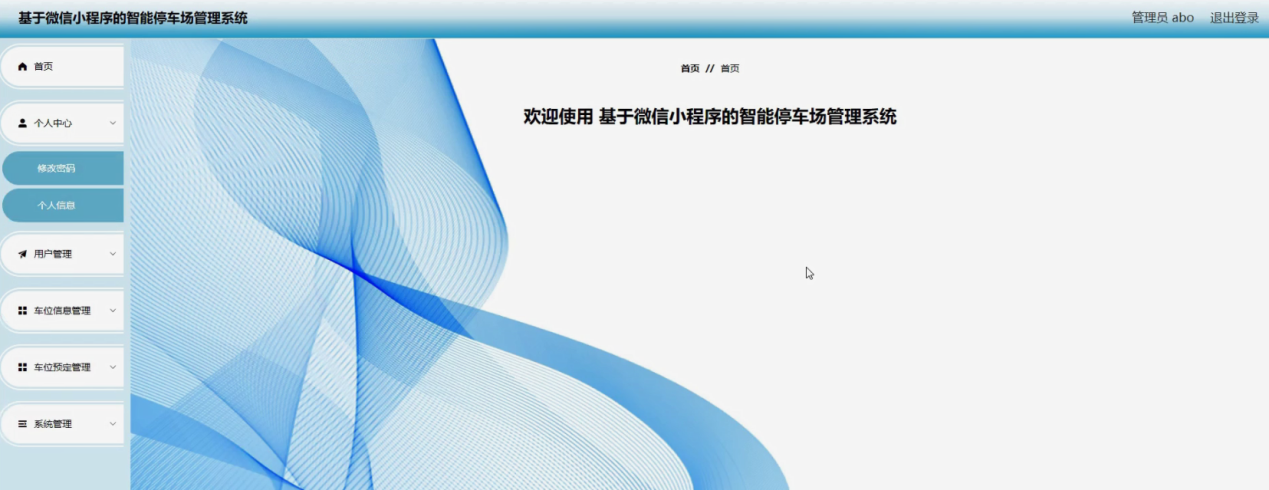 基于微信小程序的智能停车场管理系统
管理员 abo 退出登录
首页
个人中心
修改密码
个人信息
用户管理
车位信息管理
车位预定管理
系统管理
首页 // 首页
欢迎使用 基于微信小程序的智能停车场管理系统